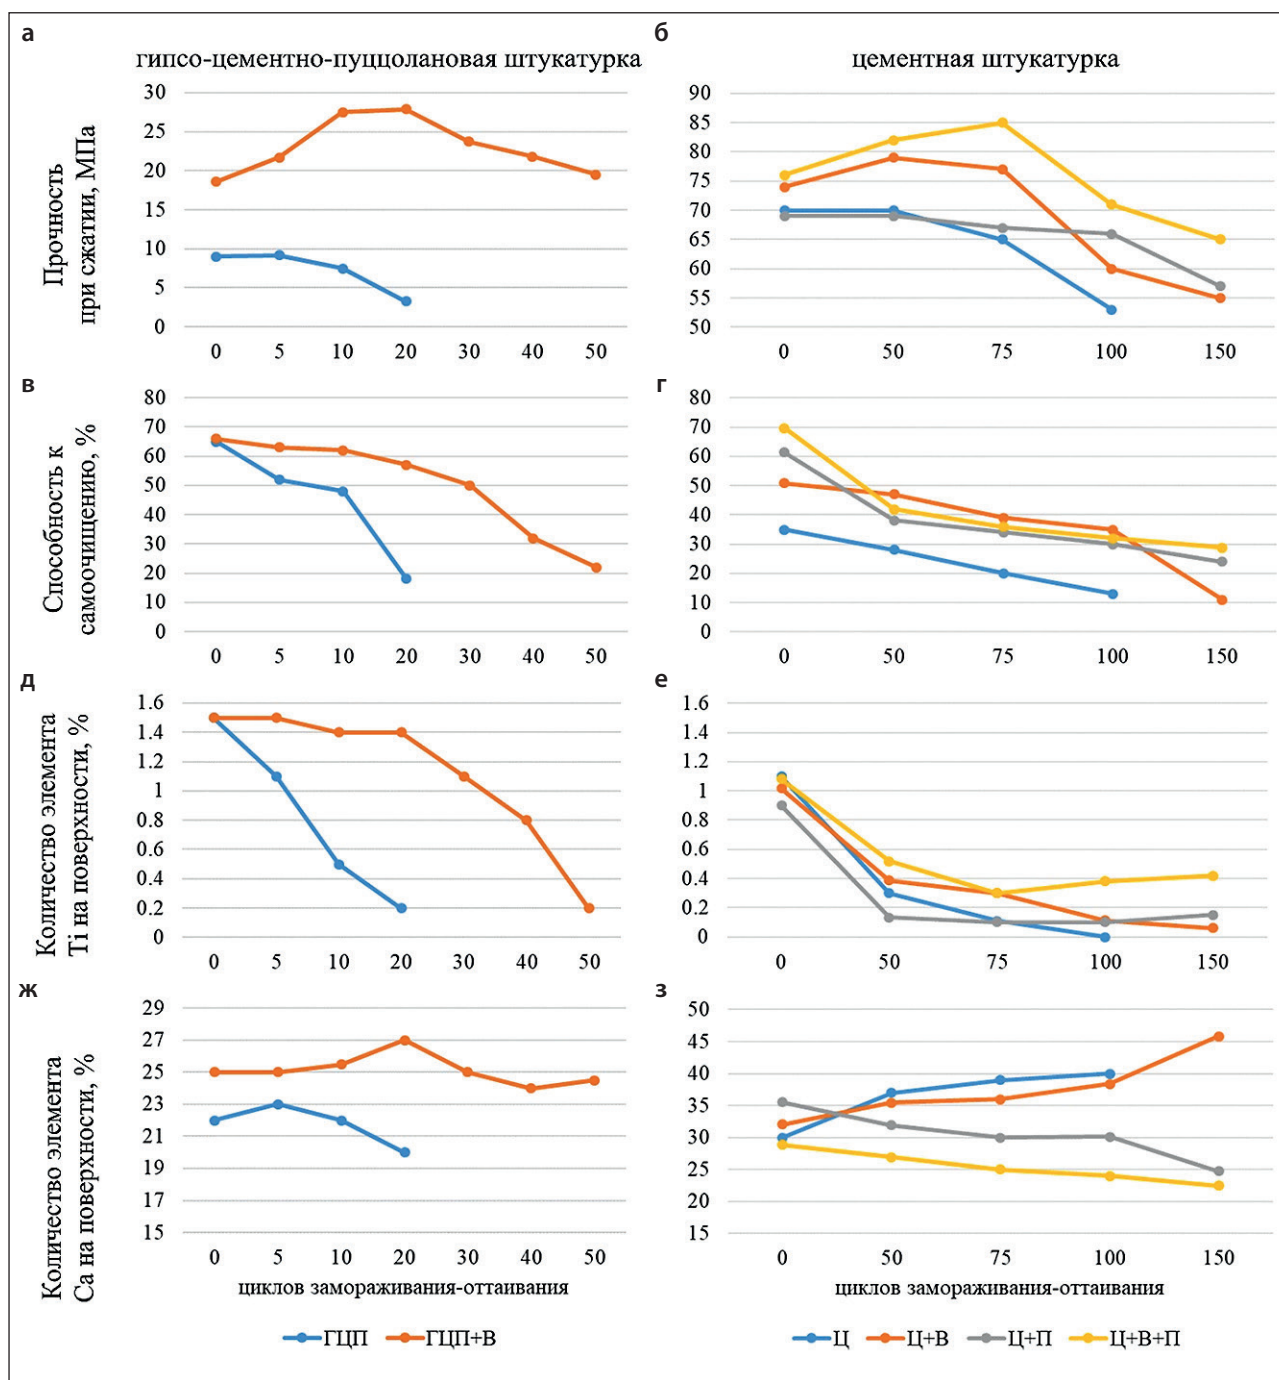 а
гипсо-цементно-пуццолановая штукатурка
Прочность
при сжатии, МПа
30
25
20
15
10
5
0
0 5 10 20 30 40 50
б
цементная штукатурка
90
85
80
75
70
65
60
55
50
0 50 75 100 150
в
Способность к
самоочищению, %
80
70
60
50
40
30
20
10
0
0 5 10 20 30 40 50
г
80
70
60
50
40
30
20
10
0
0 50 75 100 150
д
Количество элемента
Ti на поверхности, %
1.6
1.4
1.2
1
0.8
0.6
0.4
0.2
0
0 5 10 20 30 40 50
е
1.6
1.4
1.2
1
0.8
0.6
0.4
0.2
0
0 50 75 100 150
ж
Количество элемента
Ca на поверхности, %
29
27
25
23
21
19
17
15
0 5 10 20 30 40 50
циклов замораживания-оттаивания
ГЦП ГЦП+В
з
50
45
40
35
30
25
20
15
0 50 75 100 150
циклов замораживания-оттаивания
Ц Ц+В Ц+П Ц+В+П